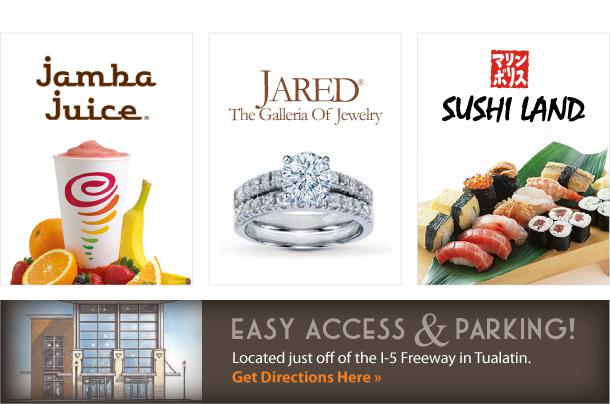 jamba
juice®
JARED®
The Galleria Of Jewelry
マリン
ポリス
SUSHI LAND
EASY ACCESS & PARKING!
Located just off of the I-5 Freeway in Tualatin.
Get Directions Here »